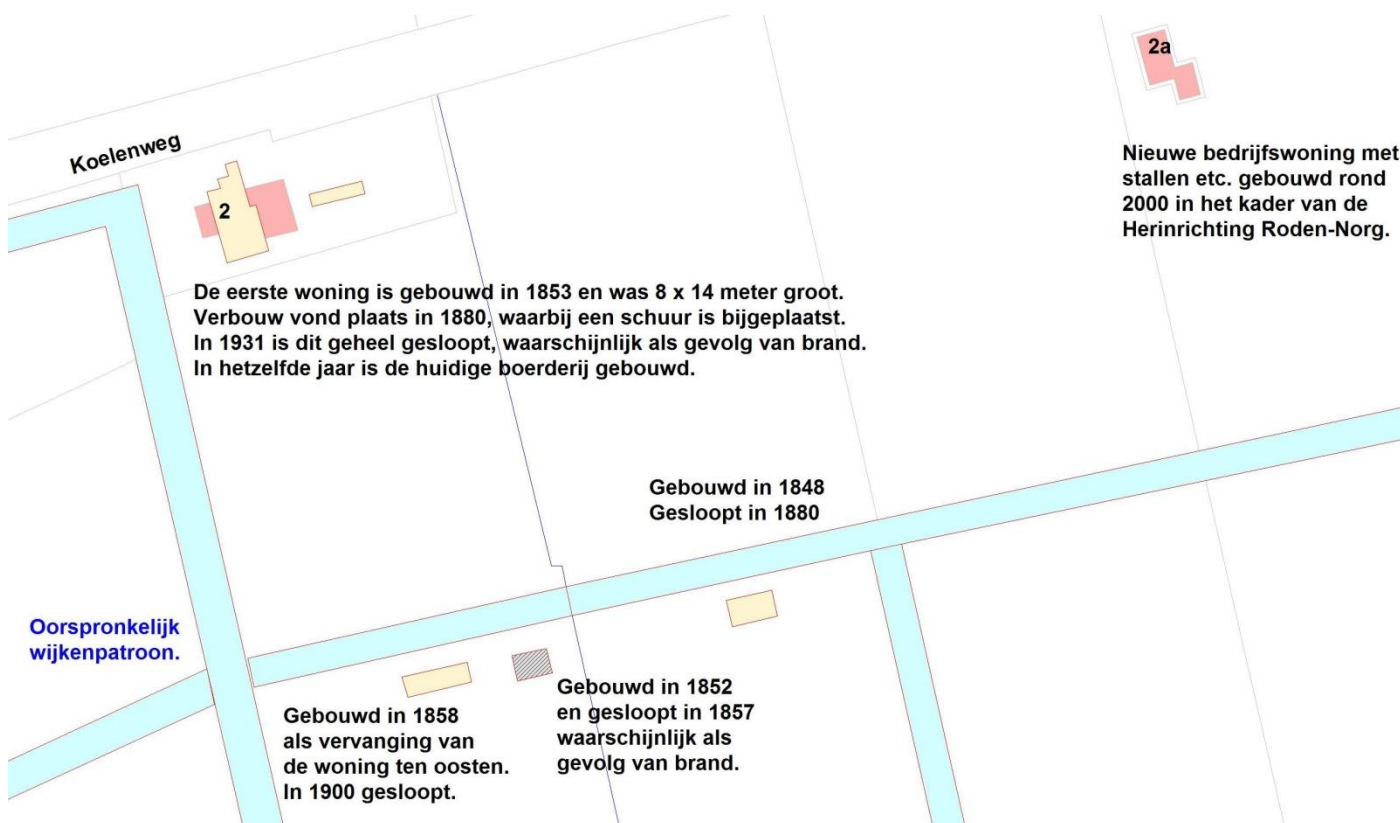 2a
Koelenweg
Nieuwe bedrijfswoning met
stallen etc. gebouwd rond
2000 in het kader van de
Herinrichting Roden-Norg.
2
De eerste woning is gebouwd in 1853 en was 8 x 14 meter groot.
Verbouw vond plaats in 1880, waarbij een schuur is bijgeplaatst.
In 1931 is dit geheel gesloopt, waarschijnlijk als gevolg van brand.
In hetzelfde jaar is de huidige boerderij gebouwd.
Gebouwd in 1848
Gesloopt in 1880
Oorspronkelijk
wijkenpatroon.
Gebouwd in 1858
als vervanging van
de woning ten oosten.
In 1900 gesloopt.
Gebouwd in 1852
en gesloopt in 1857
waarschijnlijk als
gevolg van brand.